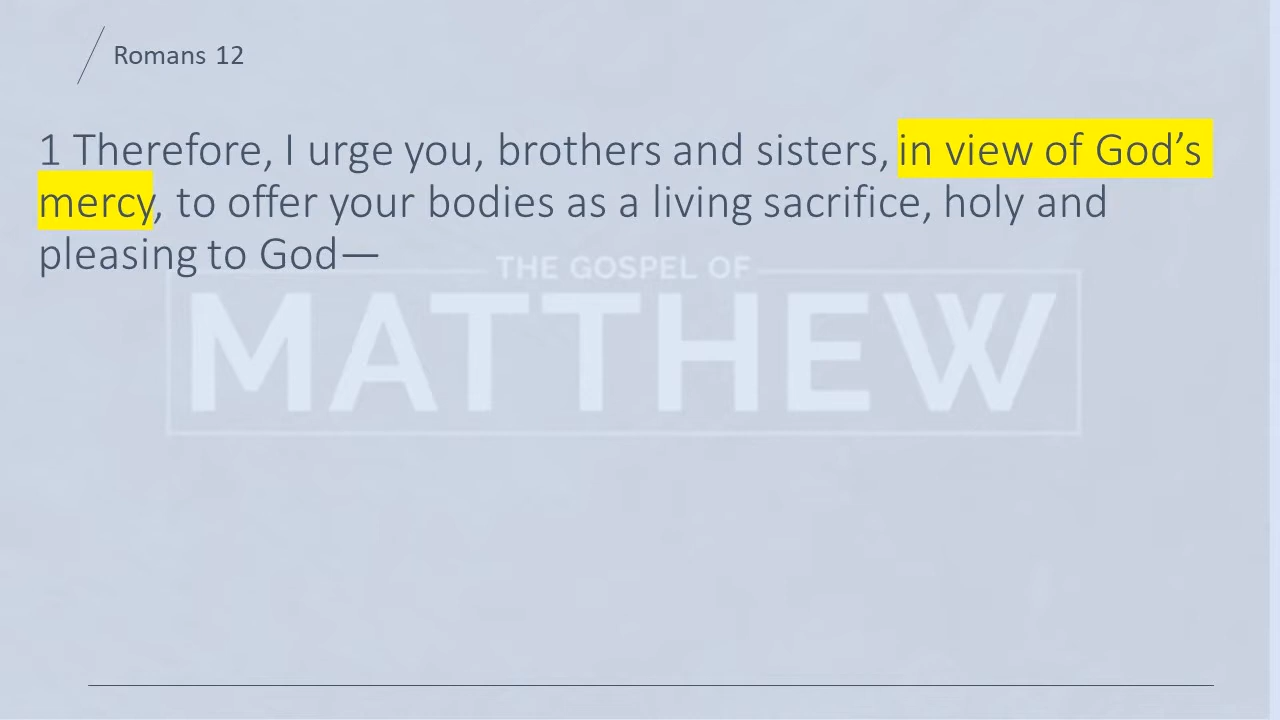 Romans 12
1 Therefore, I urge you, brothers and sisters, in view of God’s
mercy, to offer your bodies as a living sacrifice, holy and
pleasing to God—
THE GOSPEL OF
MATTHEW